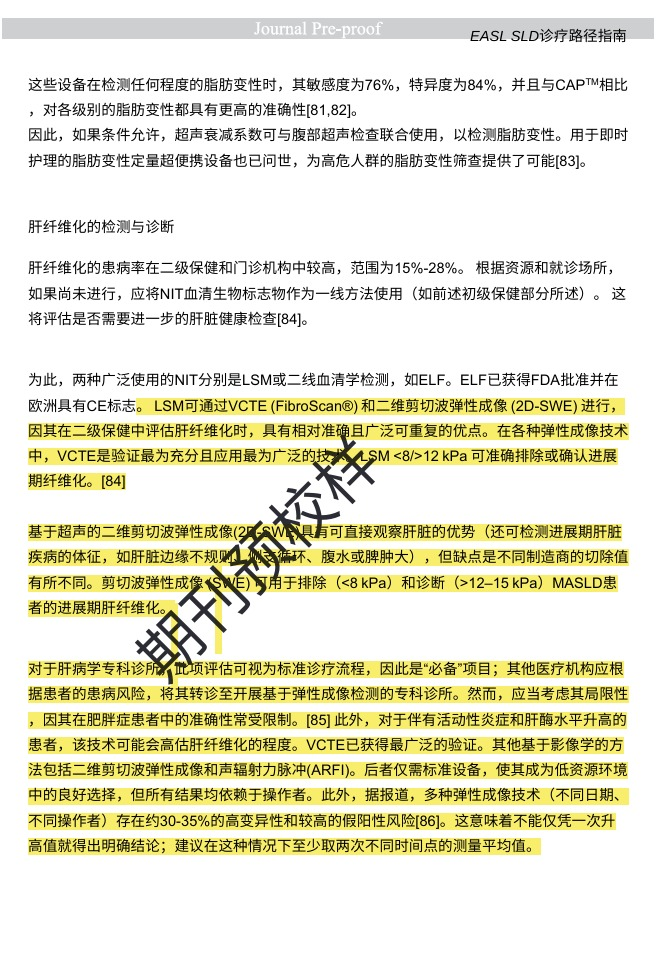 Journal Pre-proof
EASL SLD诊疗路径指南
这些设备在检测任何程度的脂肪变性时，其敏感度为76%，特异度为84%，并且与CAP™相比
，对各级别的脂肪变性都具有更高的准确性[81,82]。
因此，如果条件允许，超声衰减系数可与腹部超声检查联合使用，以检测脂肪变性。用于即时
护理的脂肪变性定量超便携设备也已问世，为高危人群的脂肪变性筛查提供了可能[83]。
肝纤维化的检测与诊断
肝纤维化的患病率在二级保健和门诊机构中较高，范围为15%-28%。 根据资源和就诊场所，
如果尚未进行，应将NIT血清生物标志物作为一线方法使用（如前述初级保健部分所述）。 这
将评估是否需要进一步的肝脏健康检查[84]。
为此，两种广泛使用的NIT分别是LSM或二线血清学检测，如ELF。ELF已获得FDA批准并在
欧洲具有CE标志。 LSM可通过VCTE (FibroScan®) 和二维剪切波弹性成像 (2D-SWE) 进行，
因其在二级保健中评估肝纤维化时，具有相对准确且广泛可重复的优点。在各种弹性成像技术
中，VCTE是验证最为充分且应用最为广泛的技术。LSM <8/>12 kPa 可准确排除或确认进展
期纤维化。[84]
基于超声的二维剪切波弹性成像(2D-SWE)具有可直接观察肝脏的优势（还可检测进展期肝脏
疾病的体征，如肝脏边缘不规则、侧支循环、腹水或脾肿大），但缺点是不同制造商的切除值
有所不同。剪切波弹性成像 (SWE) 可用于排除（<8 kPa）和诊断（>12–15 kPa）MASLD患
者的进展期肝纤维化。
期刊预校样
对于肝病学专科诊所，此项评估可视为标准诊疗流程，因此是“必备”项目；其他医疗机构应根
据患者的患病风险，将其转诊至开展基于弹性成像检测的专科诊所。然而，应当考虑其局限性
，因其在肥胖症患者中的准确性常受限制。[85] 此外，对于伴有活动性炎症和肝酶水平升高的
患者，该技术可能会高估肝纤维化的程度。VCTE已获得最广泛的验证。其他基于影像学的方
法包括二维剪切波弹性成像和声辐射力脉冲(ARFI)。后者仅需标准设备，使其成为低资源环境
中的良好选择，但所有结果均依赖于操作者。此外，据报道，多种弹性成像技术（不同日期、
不同操作者）存在约30-35%的高变异性和较高的假阳性风险[86]。这意味着不能仅凭一次升
高值就得出明确结论；建议在这种情况下至少取两次不同时间点的测量平均值。